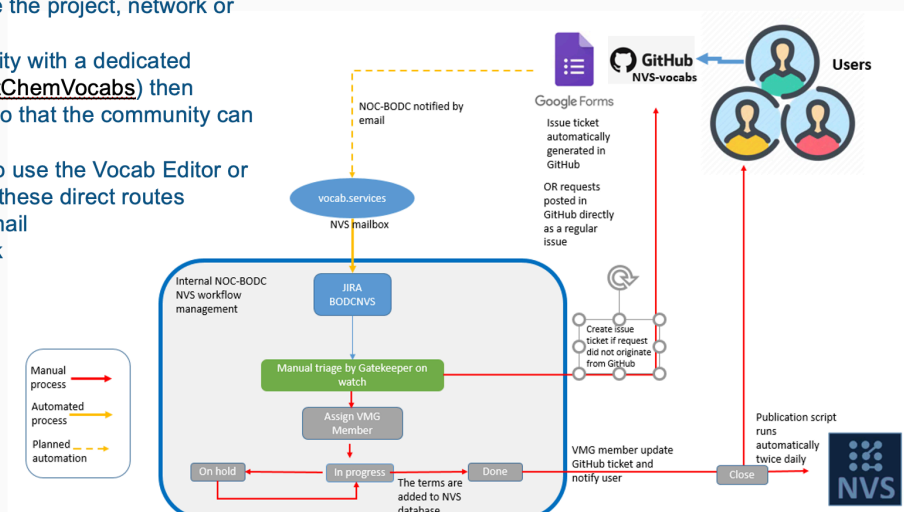 e the project, network or
ity with a dedicated
tChemVocabs) then
o that the community can
o use the Vocab Editor or
these direct routes
nail
GitHub
NVS-vocabs
Users
Google Forms
NOC-BODC notified by
email
Issue ticket
automatically
generated in
GitHub
OR requests
posted in
GitHub directly
as a regular
issue
vocab.services
NVS mailbox
Internal NOC-BODC
NVS workflow
management
JIRA
BODCNVS
Create issue
ticket if request
did not originate
from GitHub
Manual triage by Gatekeeper on
watch
Manual
process
Automated
process
Planned
automation
Assign VMG
Member
On hold
In progress
Done
The terms are
added to NVS
database
VMG member update
GitHub ticket and
notify user
Close
Publication script
runs
automatically
twice daily
NVS